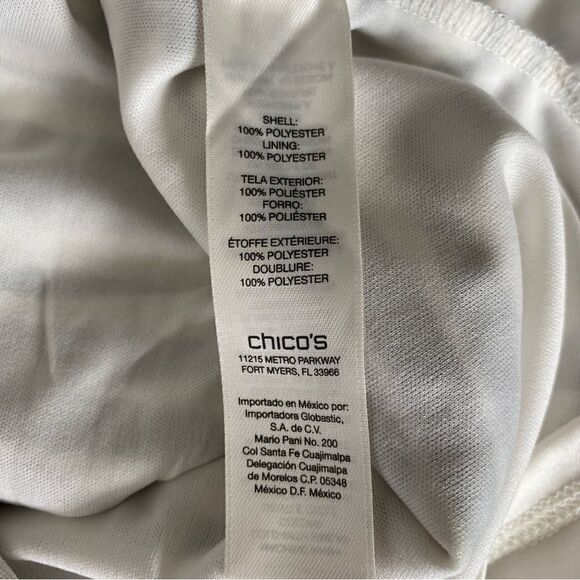 SHELL:
100% POLYESTER
LINING:
100% POLYESTER
TELA EXTERIOR:
100% POLIÉSTER
FORRO:
100% POLIÉSTER
ÉTOFFE EXTÉRIEURE:
100% POLYESTER
DOUBLURE:
100% POLYESTER
chico's
11215 METRO PARKWAY
FORT MYERS, FL 33966
Importado en México por:
Importadora Globastic,
S.A. de C.V.
Mario Pani No. 200
Col Santa Fe Cuajimalpa
Delegación Cuajimalpa
de Morelos C.P. 05348
México D.F. México